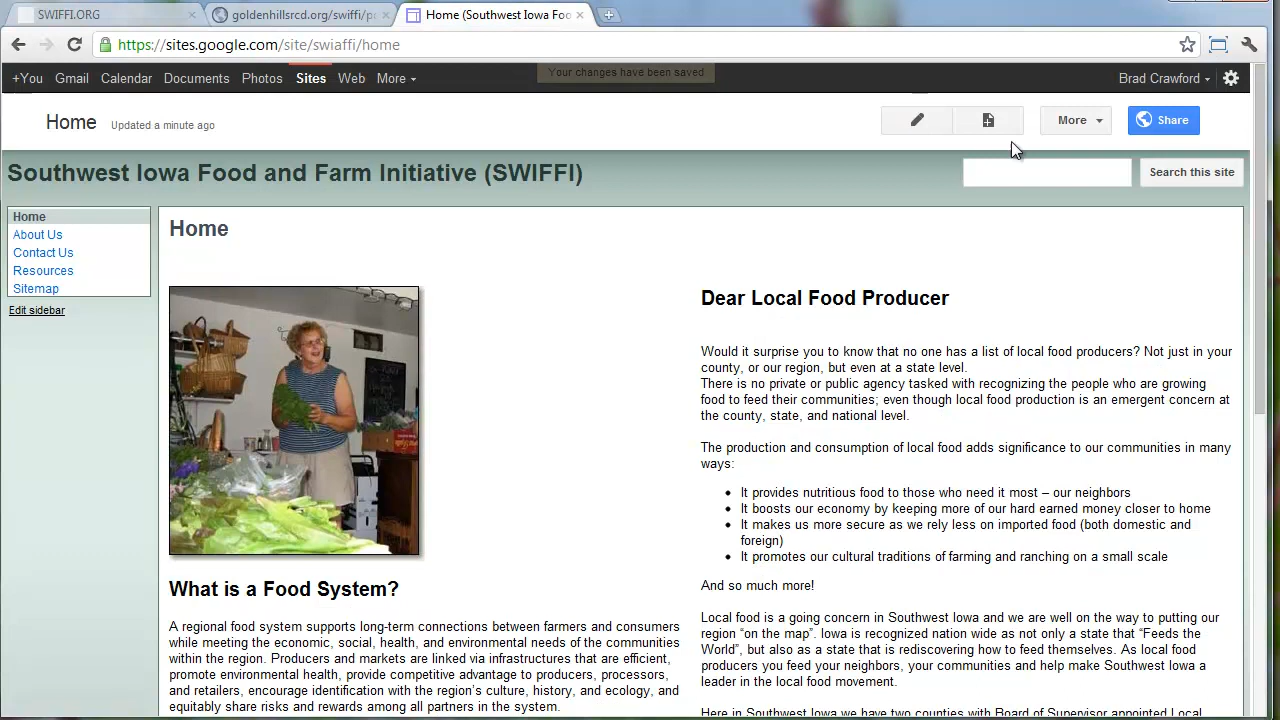 SWIFFI.ORG
goldenhillsrcd.org/swiffi/p
Home (Southwest Iowa Foo
https://sites.google.com/site/swiaffi/home
+You Gmail Calendar Documents Photos Sites Web More
Your changes have been saved
Brad Crawford
Home Updated a minute ago
More
Share
Southwest Iowa Food and Farm Initiative (SWIFFI)
Search this site
Home
About Us
Contact Us
Resources
Sitemap
Edit sidebar
Home
What is a Food System?
A regional food system supports long-term connections between farmers and consumers
while meeting the economic, social, health, and environmental needs of the communities
within the region. Producers and markets are linked via infrastructures that are efficient,
promote environmental health, provide competitive advantage to producers, processors,
and retailers, encourage identification with the region's culture, history, and ecology, and
equitably share risks and rewards among all partners in the system.
Dear Local Food Producer
Would it surprise you to know that no one has a list of local food producers? Not just in your
county, or our region, but even at a state level.
There is no private or public agency tasked with recognizing the people who are growing
food to feed their communities; even though local food production is an emergent concern at
the county, state, and national level.
The production and consumption of local food adds significance to our communities in many
ways:
• It provides nutritious food to those who need it most – our neighbors
• It boosts our economy by keeping more of our hard earned money closer to home
• It makes us more secure as we rely less on imported food (both domestic and
foreign)
• It promotes our cultural traditions of farming and ranching on a small scale
And so much more!
Local food is a going concern in Southwest Iowa and we are well on the way to putting our
region “on the map”. Iowa is recognized nation wide as not only a state that “Feeds the
World”, but also as a state that is rediscovering how to feed themselves. As local food
producers you feed your neighbors, your communities and help make Southwest Iowa a
leader in the local food movement.
Here in Southwest Iowa we have two counties with Board of Supervisor appointed Local